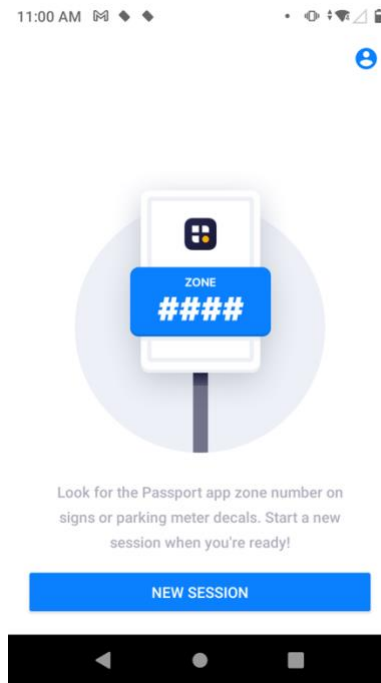 11:00 AM
ZONE
####
Look for the Passport app zone number on
signs or parking meter decals. Start a new
session when you're ready!
NEW SESSION